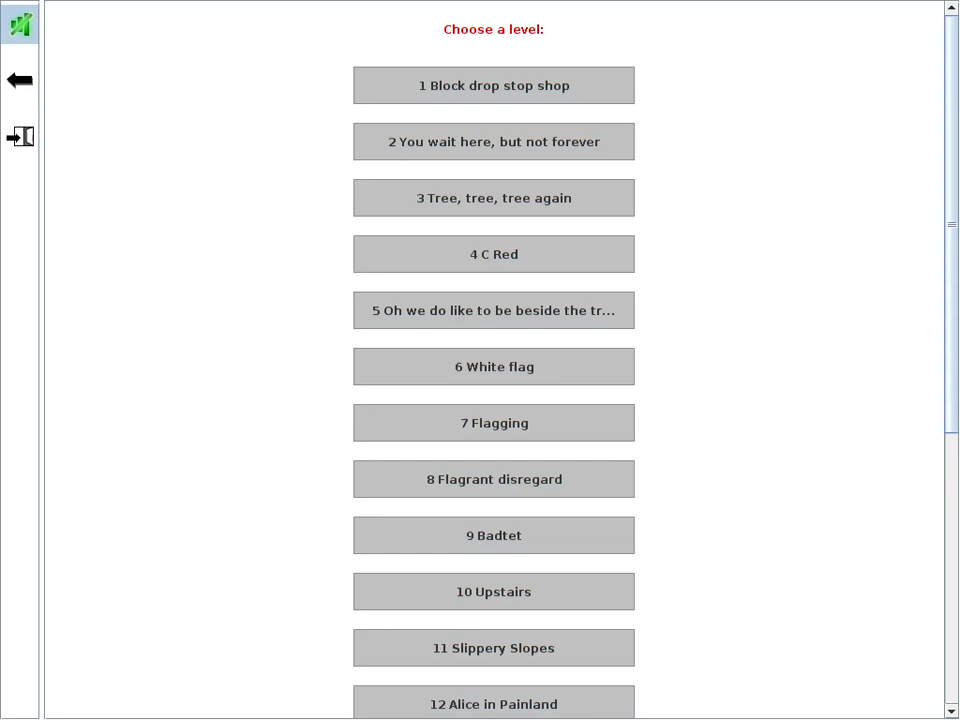 Choose a level:
1 Block drop stop shop
2 You wait here, but not forever
3 Tree, tree, tree again
4 C Red
5 Oh we do like to be beside the tr...
6 White flag
7 Flagging
8 Flagrant disregard
9 Badtet
10 Upstairs
11 Slippery Slopes
12 Alice in Painland